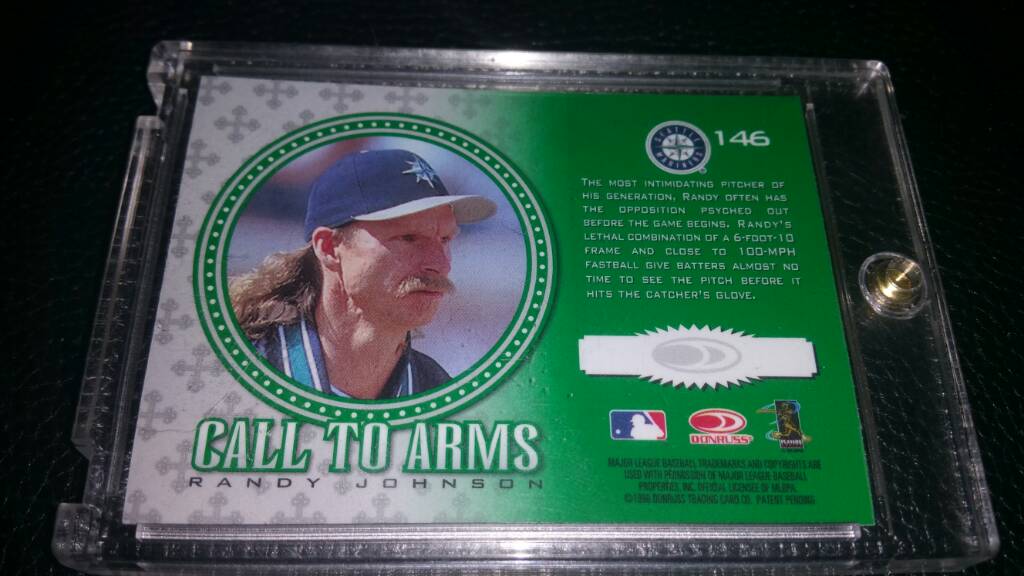 SEATTLE MARINERS
146
THE MOST INTIMIDATING PITCHER OF
HIS GENERATION, RANDY OFTEN HAS
THE OPPOSITION PSYCHED OUT
BEFORE THE GAME BEGINS. RANDY'S
LETHAL COMBINATION OF A 6-FOOT-10
FRAME AND CLOSE TO 100-MPH
FASTBALL GIVE BATTERS ALMOST NO
TIME TO SEE THE PITCH BEFORE IT
HITS THE CATCHER'S GLOVE.
CALL TO ARMS
RANDY JOHNSON
DONRUSS
PLAYERS
MAJOR LEAGUE BASEBALL TRADEMARKS AND COPYRIGHTS ARE
USED WITH PERMISSION OF MAJOR LEAGUE BASEBALL
PROPERTIES, INC. OFFICIAL LICENSEE OF MLBPA.
©1998 DONRUSS TRADING CARD CO. PATENT PENDING